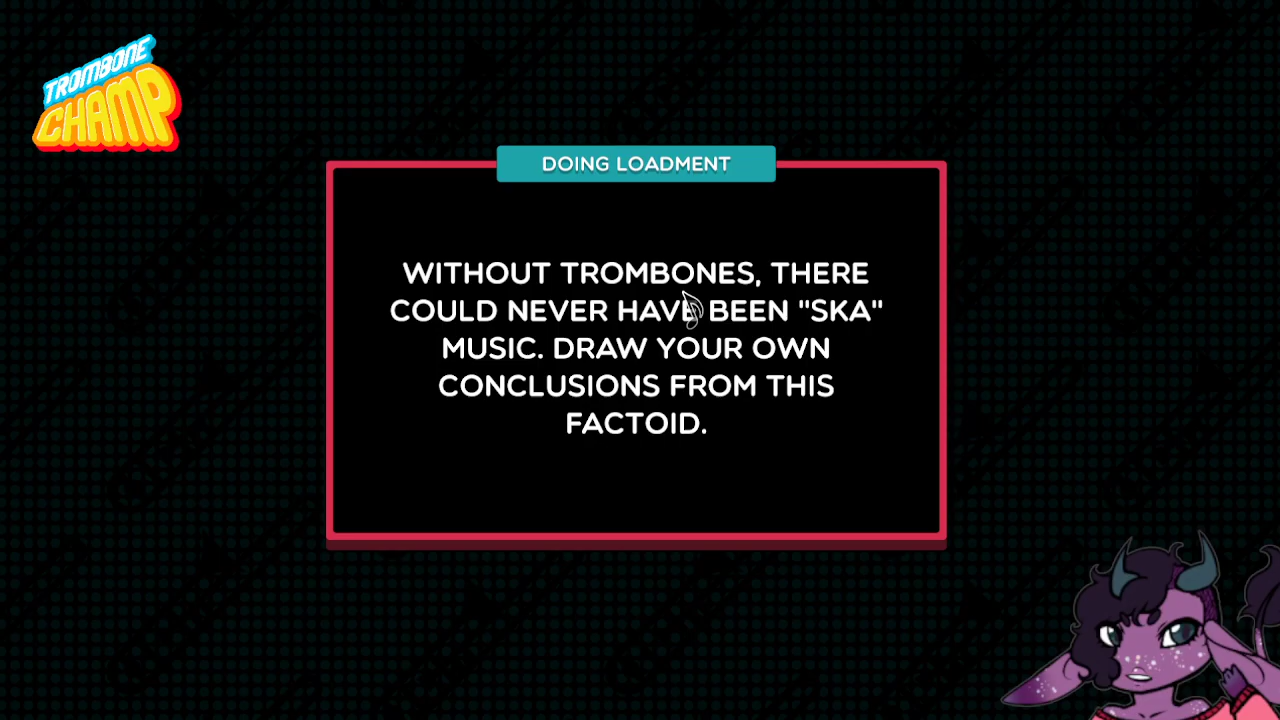 TROMBONE
CHAMP
DOING LOADMENT
WITHOUT TROMBONES, THERE
COULD NEVER HAVE BEEN "SKA"
MUSIC. DRAW YOUR OWN
CONCLUSIONS FROM THIS
FACTOID.